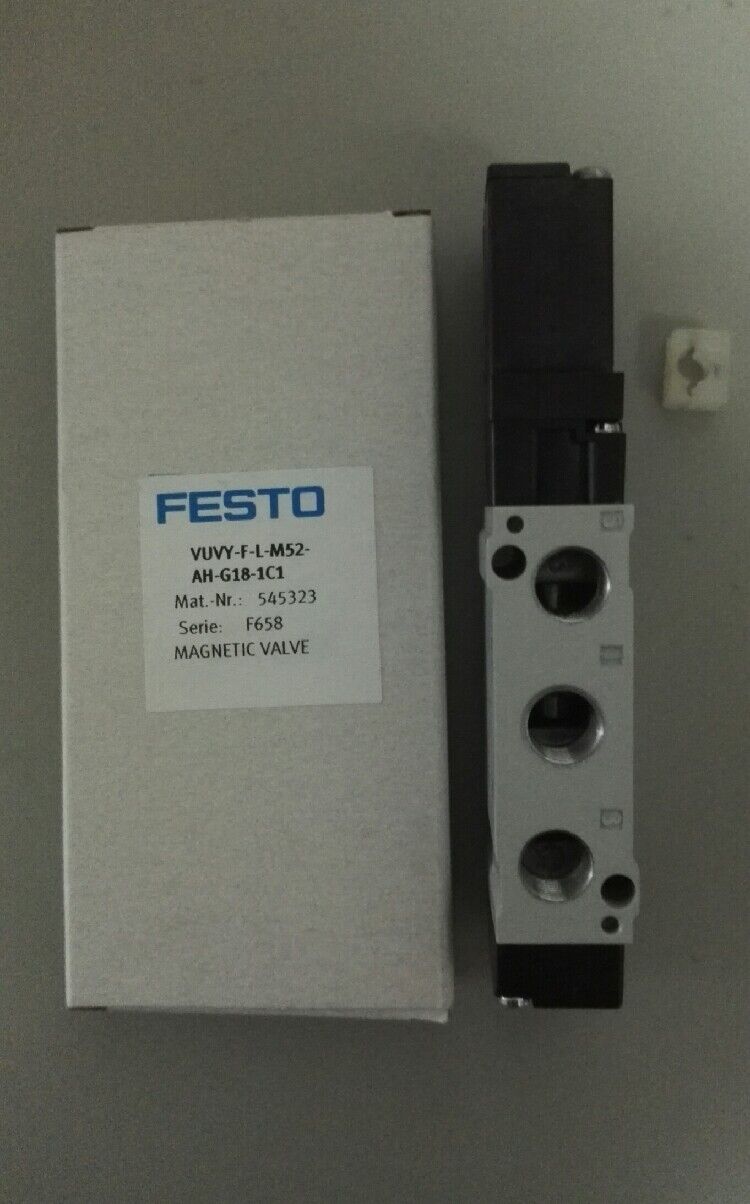 FESTO
VUVY-F-L-M52-
AH-G18-1C1
Mat.-Nr.: 545323
Serie: F658
MAGNETIC VALVE